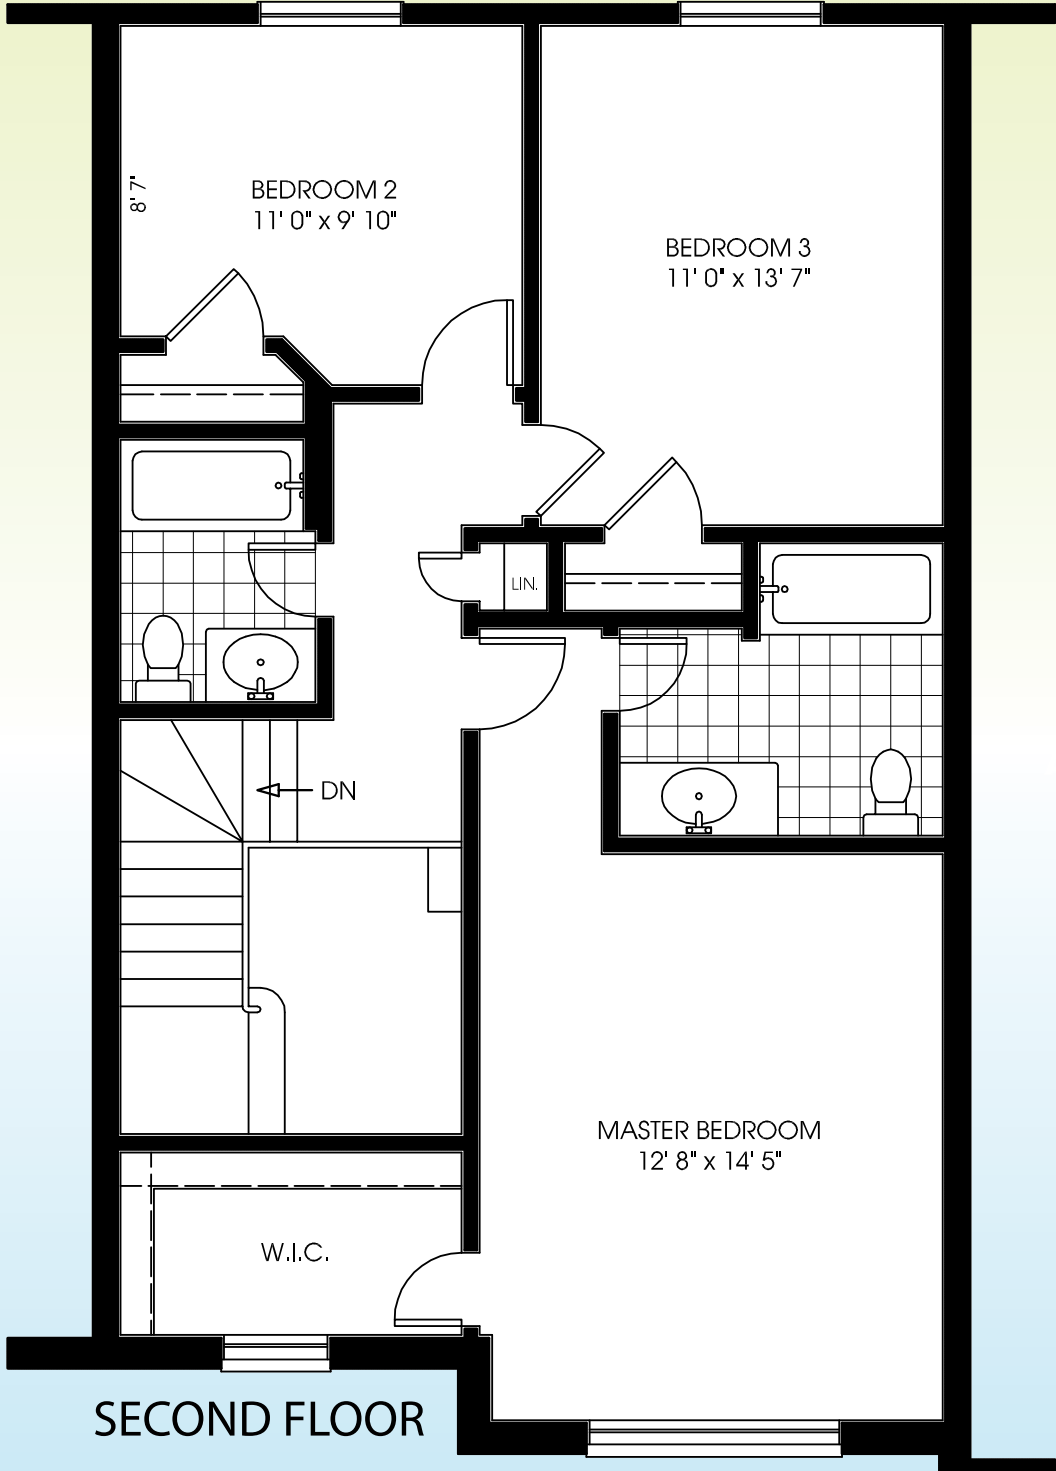 BEDROOM 2
11' 0" x 9' 10"
8' 7"
BEDROOM 3
11' 0" x 13' 7"
LIN.
DN
MASTER BEDROOM
12' 8" x 14' 5"
W.I.C.
SECOND FLOOR